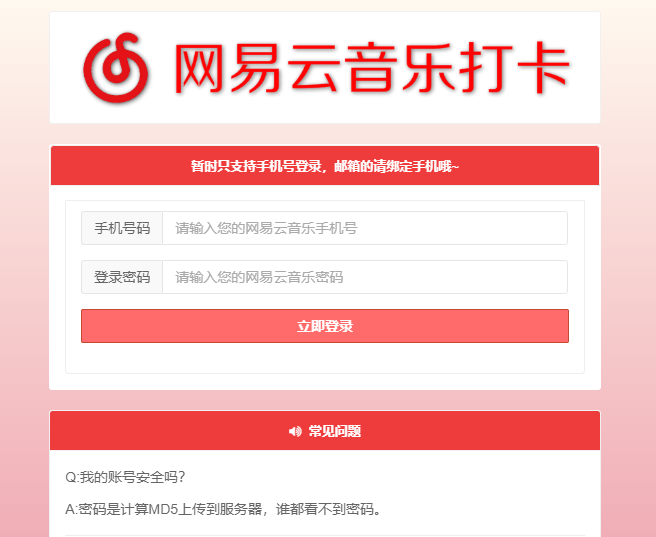 网易云音乐打卡
暂时只支持手机号登录，邮箱的请绑定手机哦~
手机号码 请输入您的网易云音乐手机号
登录密码 请输入您的网易云音乐密码
立即登录
常见问题
Q:我的账号安全吗？
A:密码是计算MD5上传到服务器，谁都看不到密码。